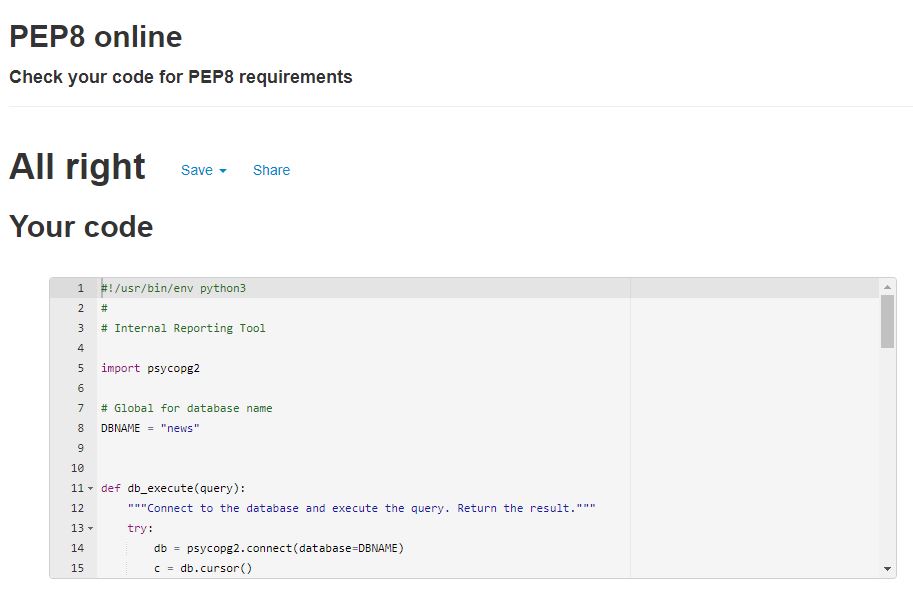 PEP8 online
Check your code for PEP8 requirements
All right Save Share
Your code
1 #!/usr/bin/env python3
2 #
3 # Internal Reporting Tool
4
5 import psycopg2
6
7 # Global for database name
8 DBNAME = "news"
9
10
11 def db_execute(query):
12 """Connect to the database and execute the query. Return the result."""
13 try:
14 db = psycopg2.connect(database=DBNAME)
15 c = db.cursor()